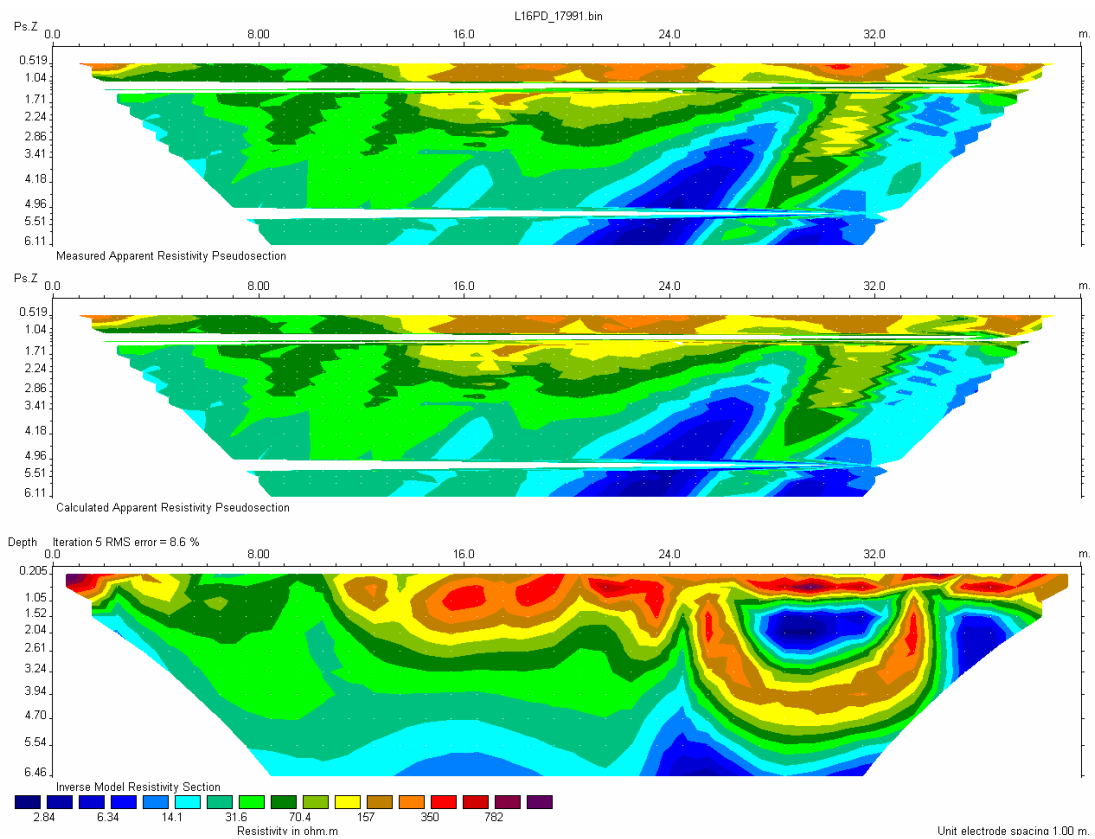 L16PD_17991.bin
Ps.Z 0.0 8.00 16.0 24.0 32.0 m.
0.519
1.04
1.71
2.24
2.86
3.41
4.18
4.96
5.51
6.11
Measured Apparent Resistivity Pseudosection
Ps.Z 0.0 8.00 16.0 24.0 32.0 m.
0.519
1.04
1.71
2.24
2.86
3.41
4.18
4.96
5.51
6.11
Calculated Apparent Resistivity Pseudosection
Depth Iteration 5 RMS error = 8.6 %
0.0 8.00 16.0 24.0 32.0 m.
0.205
1.05
1.52
2.04
2.61
3.24
3.94
4.70
5.54
6.46
Inverse Model Resistivity Section
2.84 6.34 14.1 31.6 70.4 157 350 782
Resistivity in ohm.m
Unit electrode spacing 1.00 m.